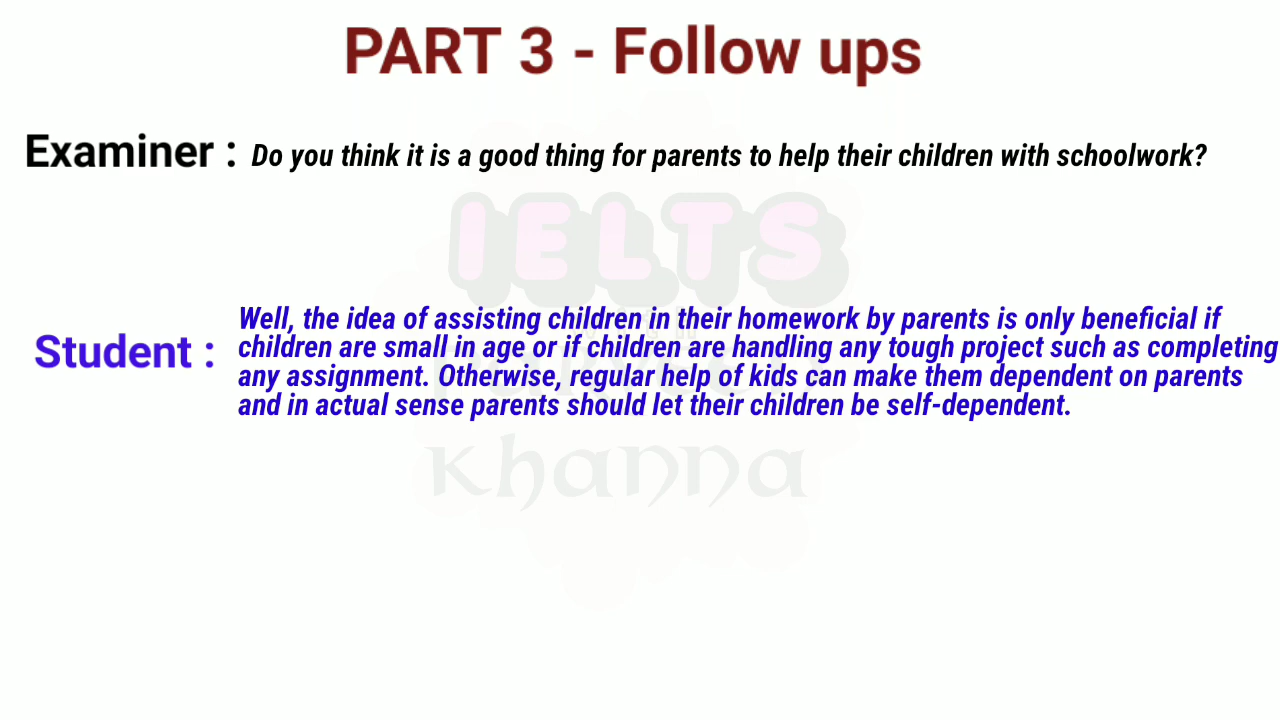 PART 3 - Follow ups
Examiner : Do you think it is a good thing for parents to help their children with schoolwork?
IELTS
Well, the idea of assisting children in their homework by parents is only beneficial if
Student : children are small in age or if children are handling any tough project such as completing
any assignment. Otherwise, regular help of kids can make them dependent on parents
and in actual sense parents should let their children be self-dependent.
Khanna